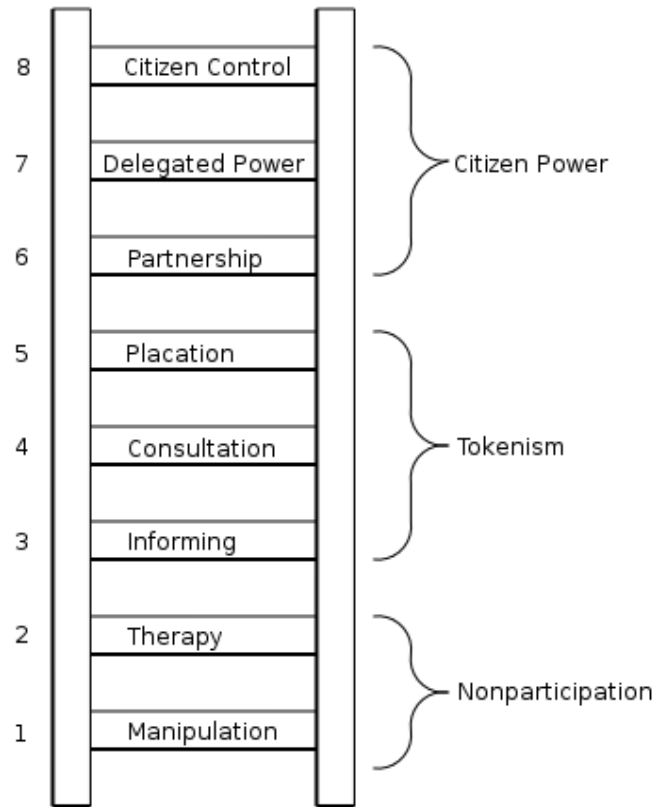 8 Citizen Control
7 Delegated Power
Citizen Power
6 Partnership
5 Placation
4 Consultation
Tokenism
3 Informing
2 Therapy
Nonparticipation
1 Manipulation